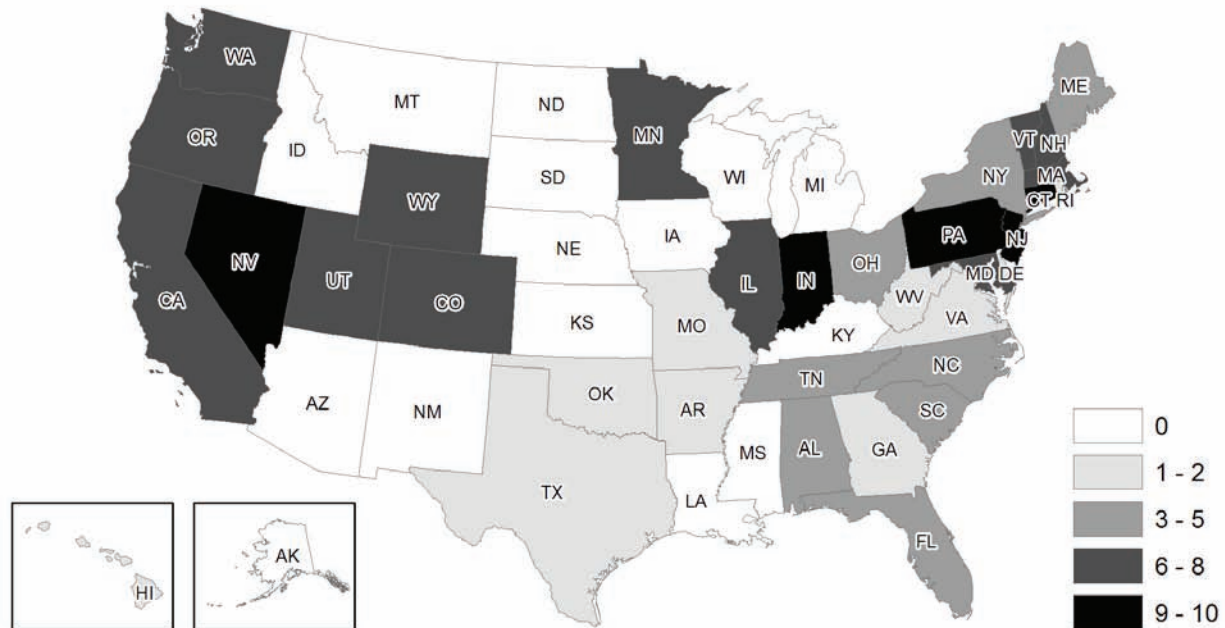 WA
MT
ND
ME
OR
MN
VT
NH
ID
WI
MI
NY
MA
SD
WY
CT RI
IA
PA
NJ
NE
NV
OH
IL
IN
MD DE
UT
CO
WV
CA
VA
KS
MO
KY
NC
TN
OK
AZ
NM
AR
SC
MS
AL
GA
TX
LA
FL
AK
HI
0
1 - 2
3 - 5
6 - 8
9 - 10